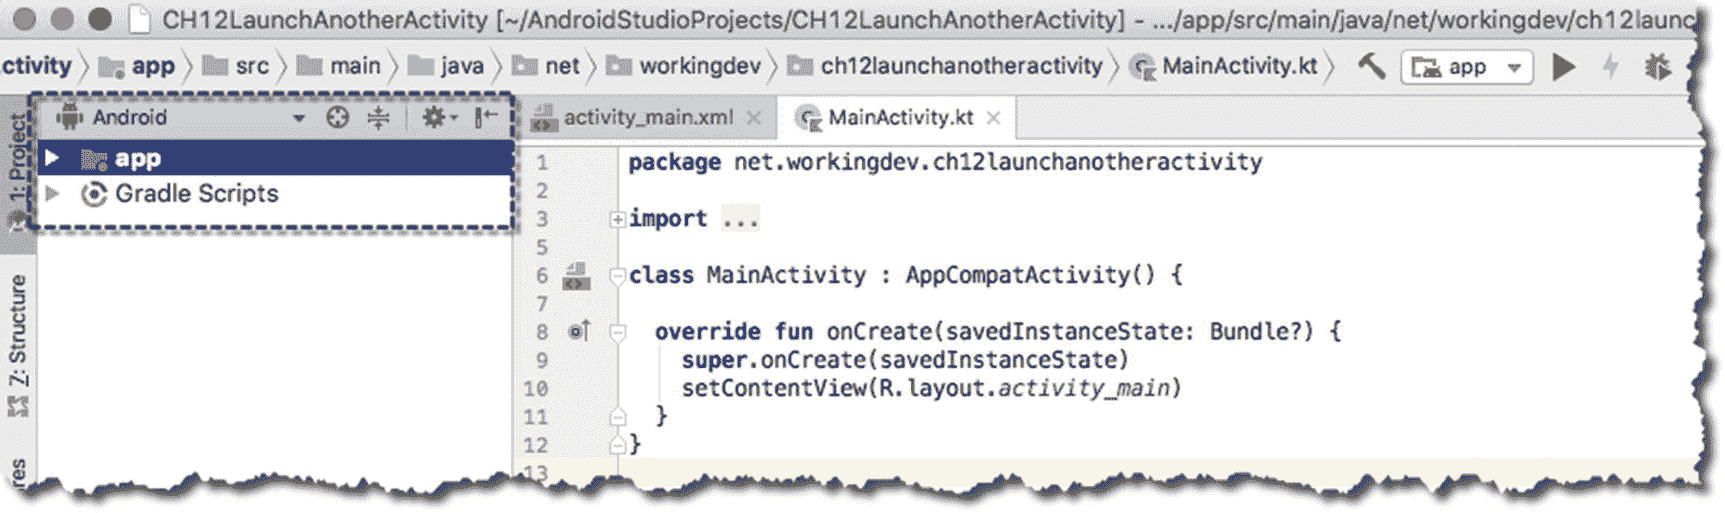 CH12LaunchAnotherActivity [~/AndroidStudioProjects/CH12LaunchAnotherActivity] - .../app/src/main/java/net/workingdev/ch12launc
ctivity app src main java net workingdev ch12launchanotheractivity MainActivity.kt app
1: Project
Android
app
Gradle Scripts
Z: Structure
res
activity_main.xml MainActivity.kt
1 package net.workingdev.ch12launchanotheractivity
2
3 import ...
5
6 class MainActivity : AppCompatActivity() {
7
8 override fun onCreate(savedInstanceState: Bundle?) {
9 super.onCreate(savedInstanceState)
10 setContentView(R.layout.activity_main)
11 }
12 }
13